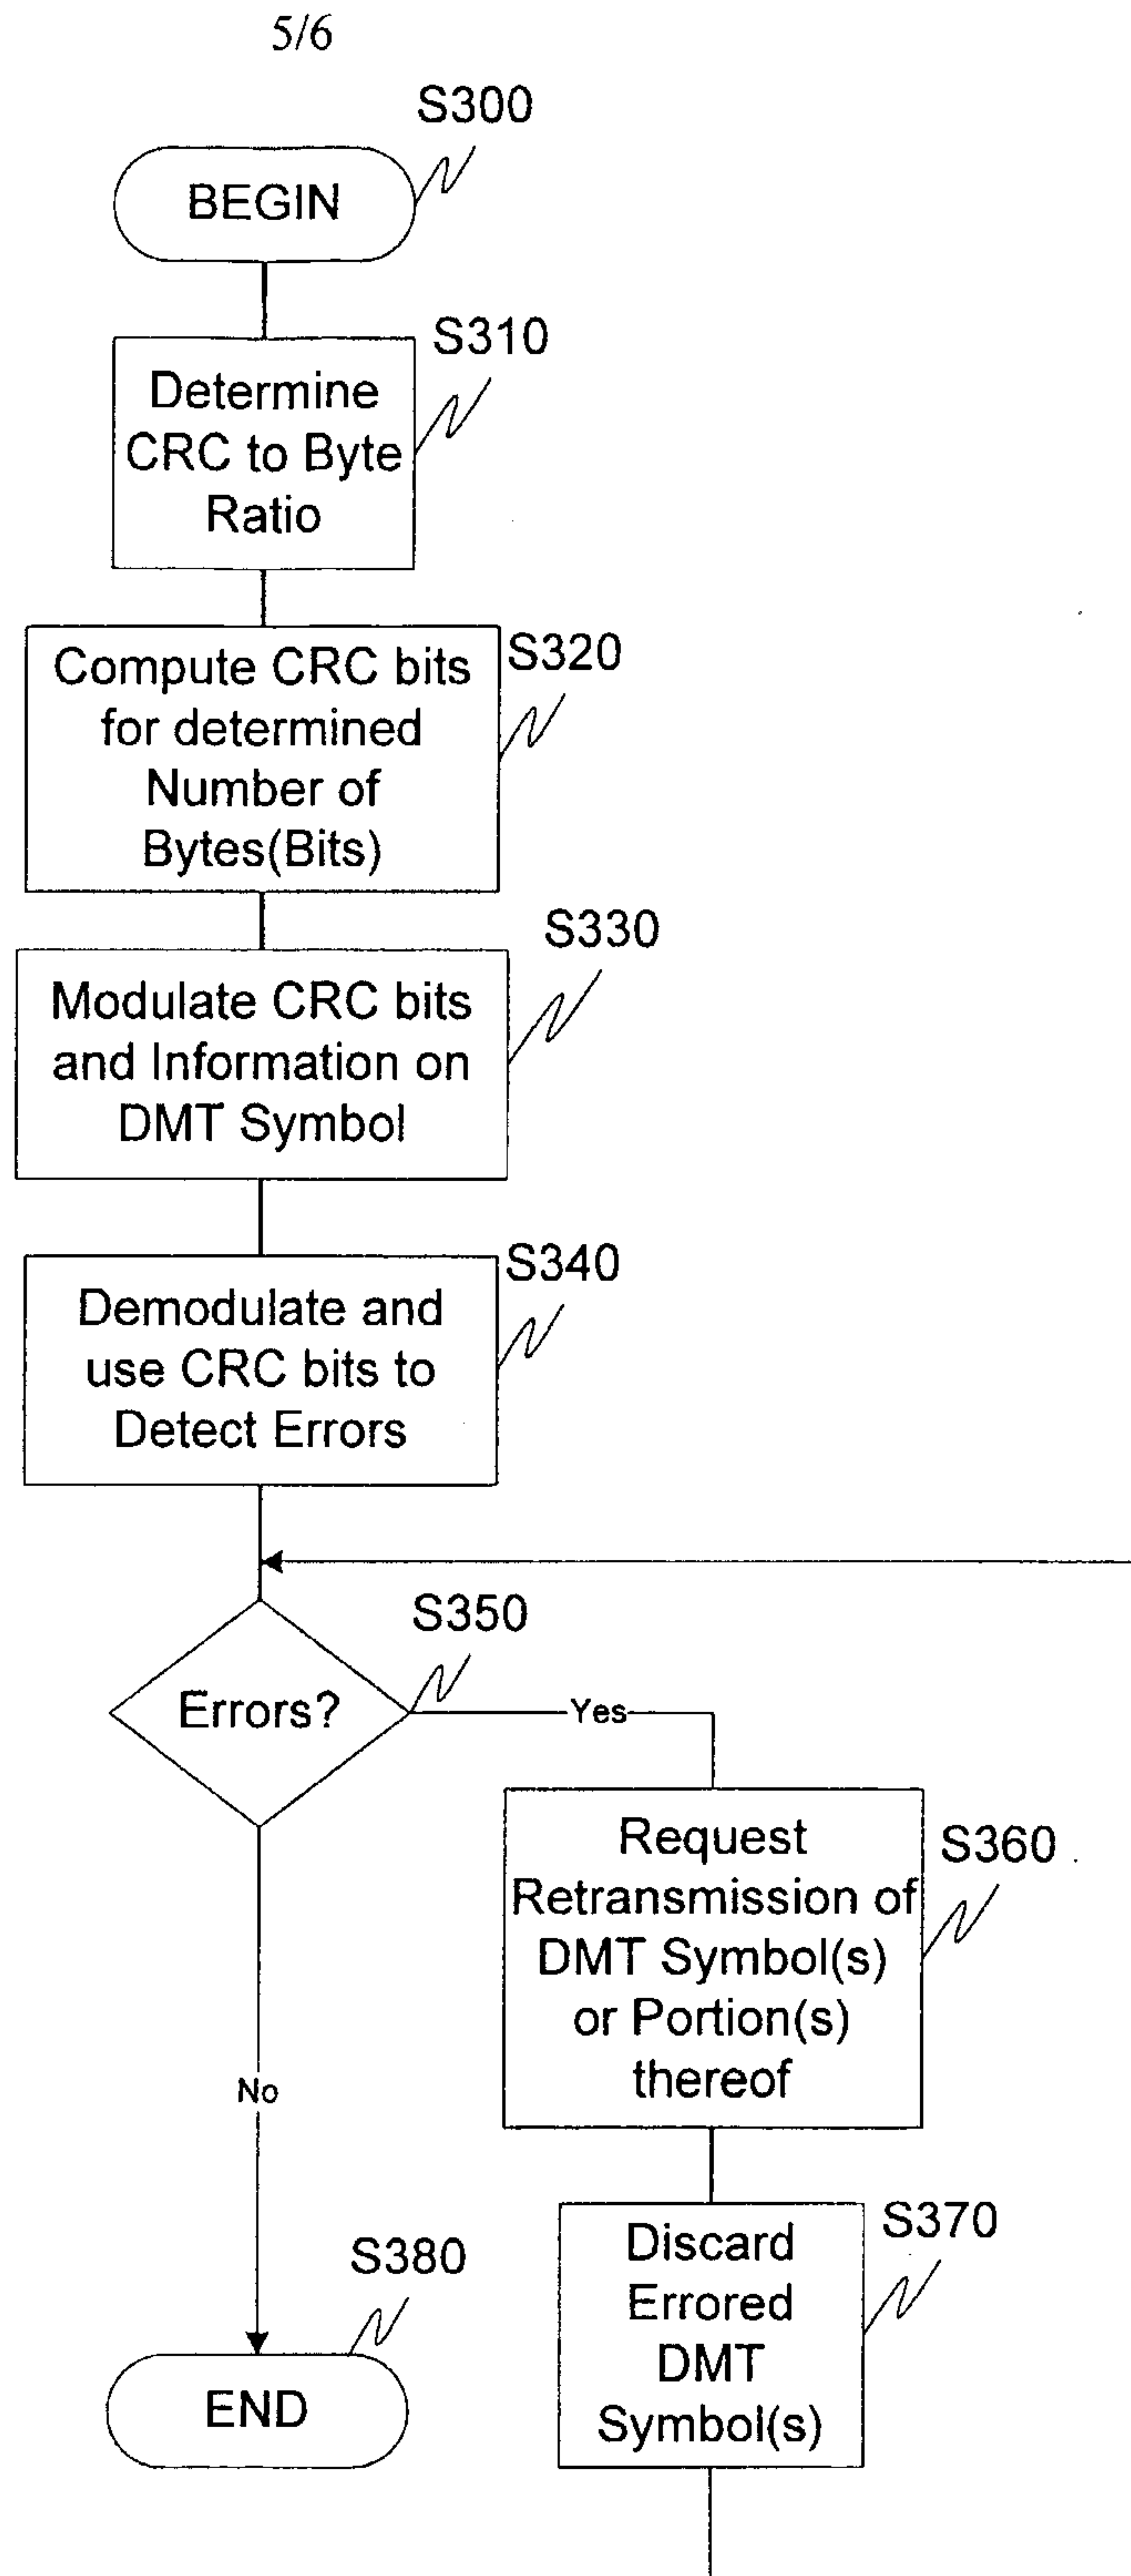 5/6
S300
BEGIN
S310
Determine
CRC to Byte
Ratio
S320
Compute CRC bits
for determined
Number of
Bytes(Bits)
S330
Modulate CRC bits
and Information on
DMT Symbol
S340
Demodulate and
use CRC bits to
Detect Errors
S350
Errors?
Yes
S360
Request
Retransmission of
DMT Symbol(s)
or Portion(s)
thereof
No
S370
Discard
Errored
DMT
Symbol(s)
S380
END